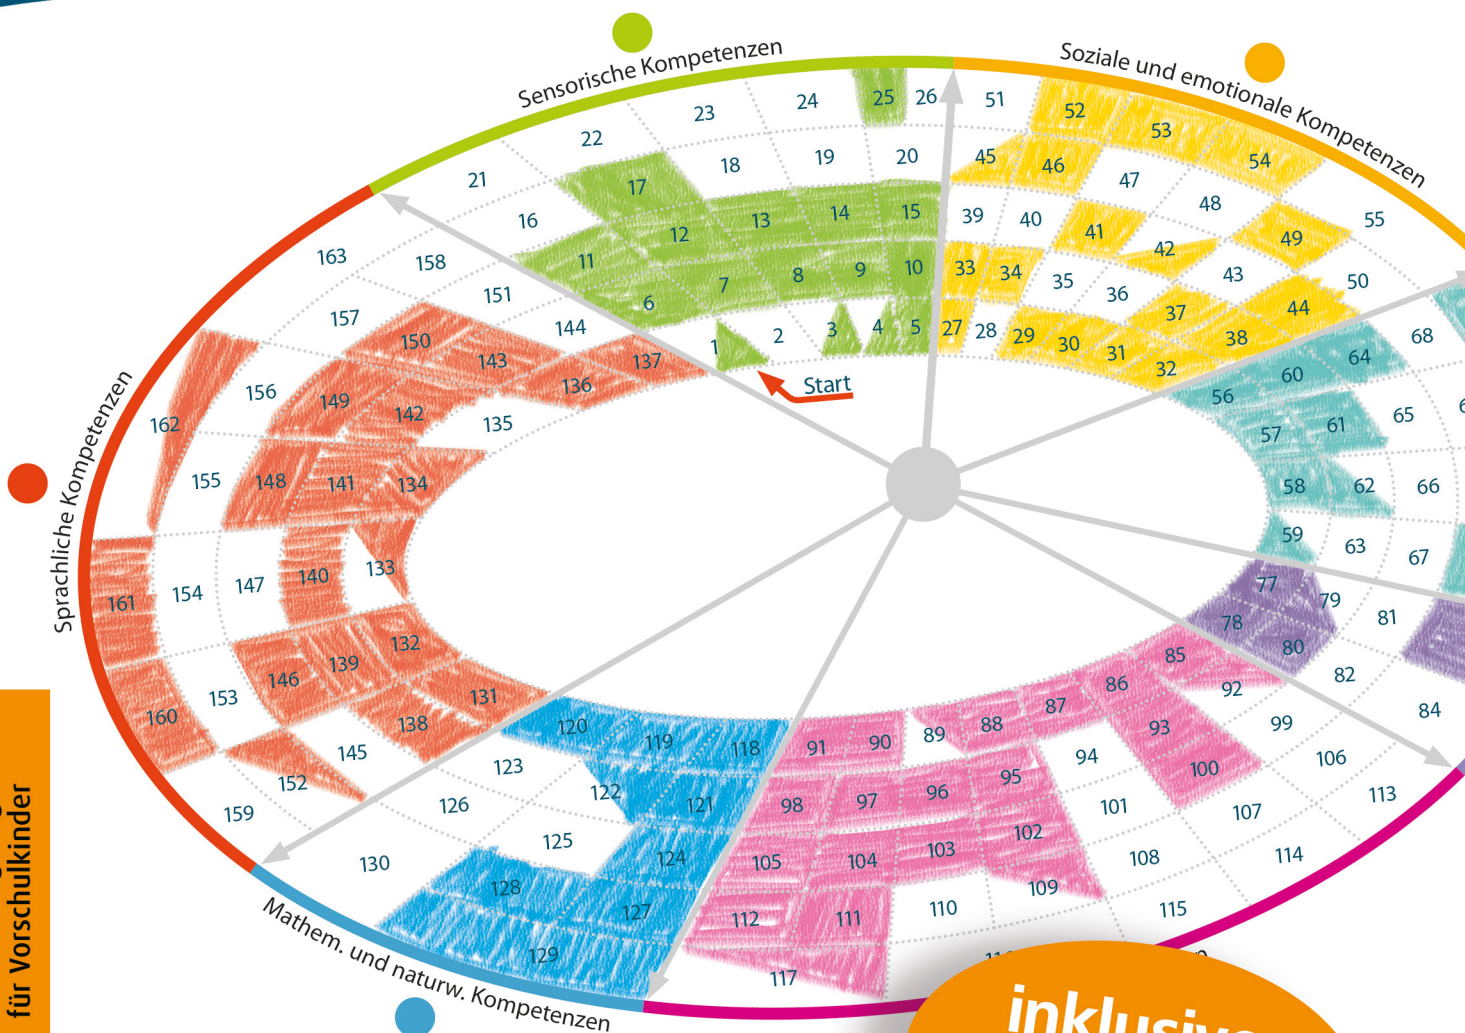 Sensorische Kompetenzen
Soziale und emotionale Kompetenzen
Sprachliche Kompetenzen
Mathem. und naturw. Kompetenzen
für Vorschulkinder
Start
inklusive
21 22 23 24 25 26
16 17 18 19 20
11 12 13 14 15
6 7 8 9 10
1 2 3 4 5
51 52 53 54 55
45 46 47 48 49 50
39 40 41 42 43 44
33 34 35 36 37 38
27 28 29 30 31 32
56 60 64 68
57 61 65
58 62 66
59 63 67
77 79 81
78 80 82 84
85 92 99 106 113
86 93 100 107 114
87 94 101 108 115
88 95 102 109
89 96 103 110
90 97 104 111
91 98 105 112 117
118 121 124 127 129
119 122 125 128
120 123 126 130
131 138 145 152 159
132 139 146 153 160
133 140 147 154 161
134 141 148 155 162
135 142 149 156
136 143 150 157 163
137 144 151 158